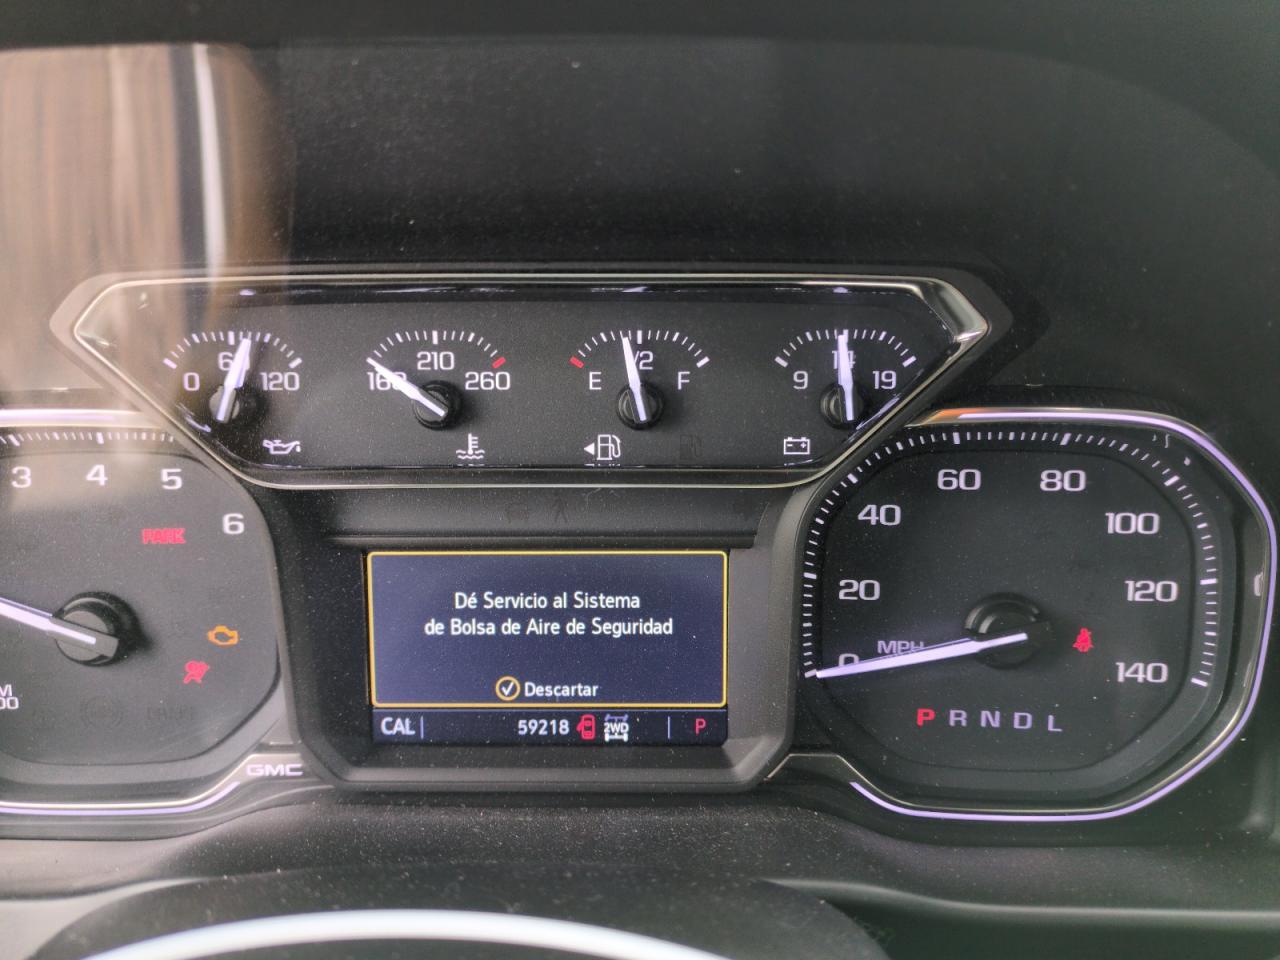 0 60 120
160 210 260
E 1/2 F
9 14 19
3 4 5 6
PARK
GMC
Dé Servicio al Sistema
de Bolsa de Aire de Seguridad
Descartar
CAL 59218 2WD P
0 20 40 60 80 100 120 140
MPH
P R N D L